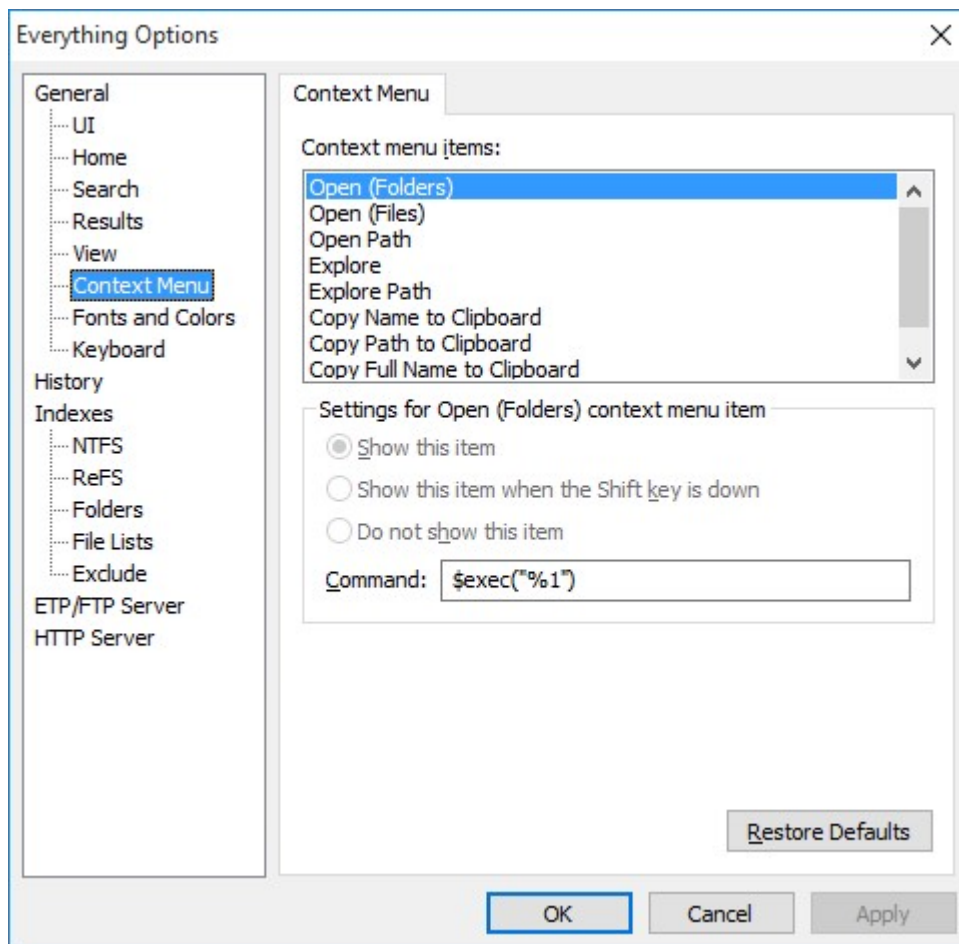 Everything Options
General
UI
Home
Search
Results
View
Context Menu
Fonts and Colors
Keyboard
History
Indexes
NTFS
ReFS
Folders
File Lists
Exclude
ETP/FTP Server
HTTP Server
Context Menu
Context menu items:
Open (Folders)
Open (Files)
Open Path
Explore
Explore Path
Copy Name to Clipboard
Copy Path to Clipboard
Copy Full Name to Clipboard
Settings for Open (Folders) context menu item
Show this item
Show this item when the Shift key is down
Do not show this item
Command: $exec("%1")
Restore Defaults
OK Cancel Apply